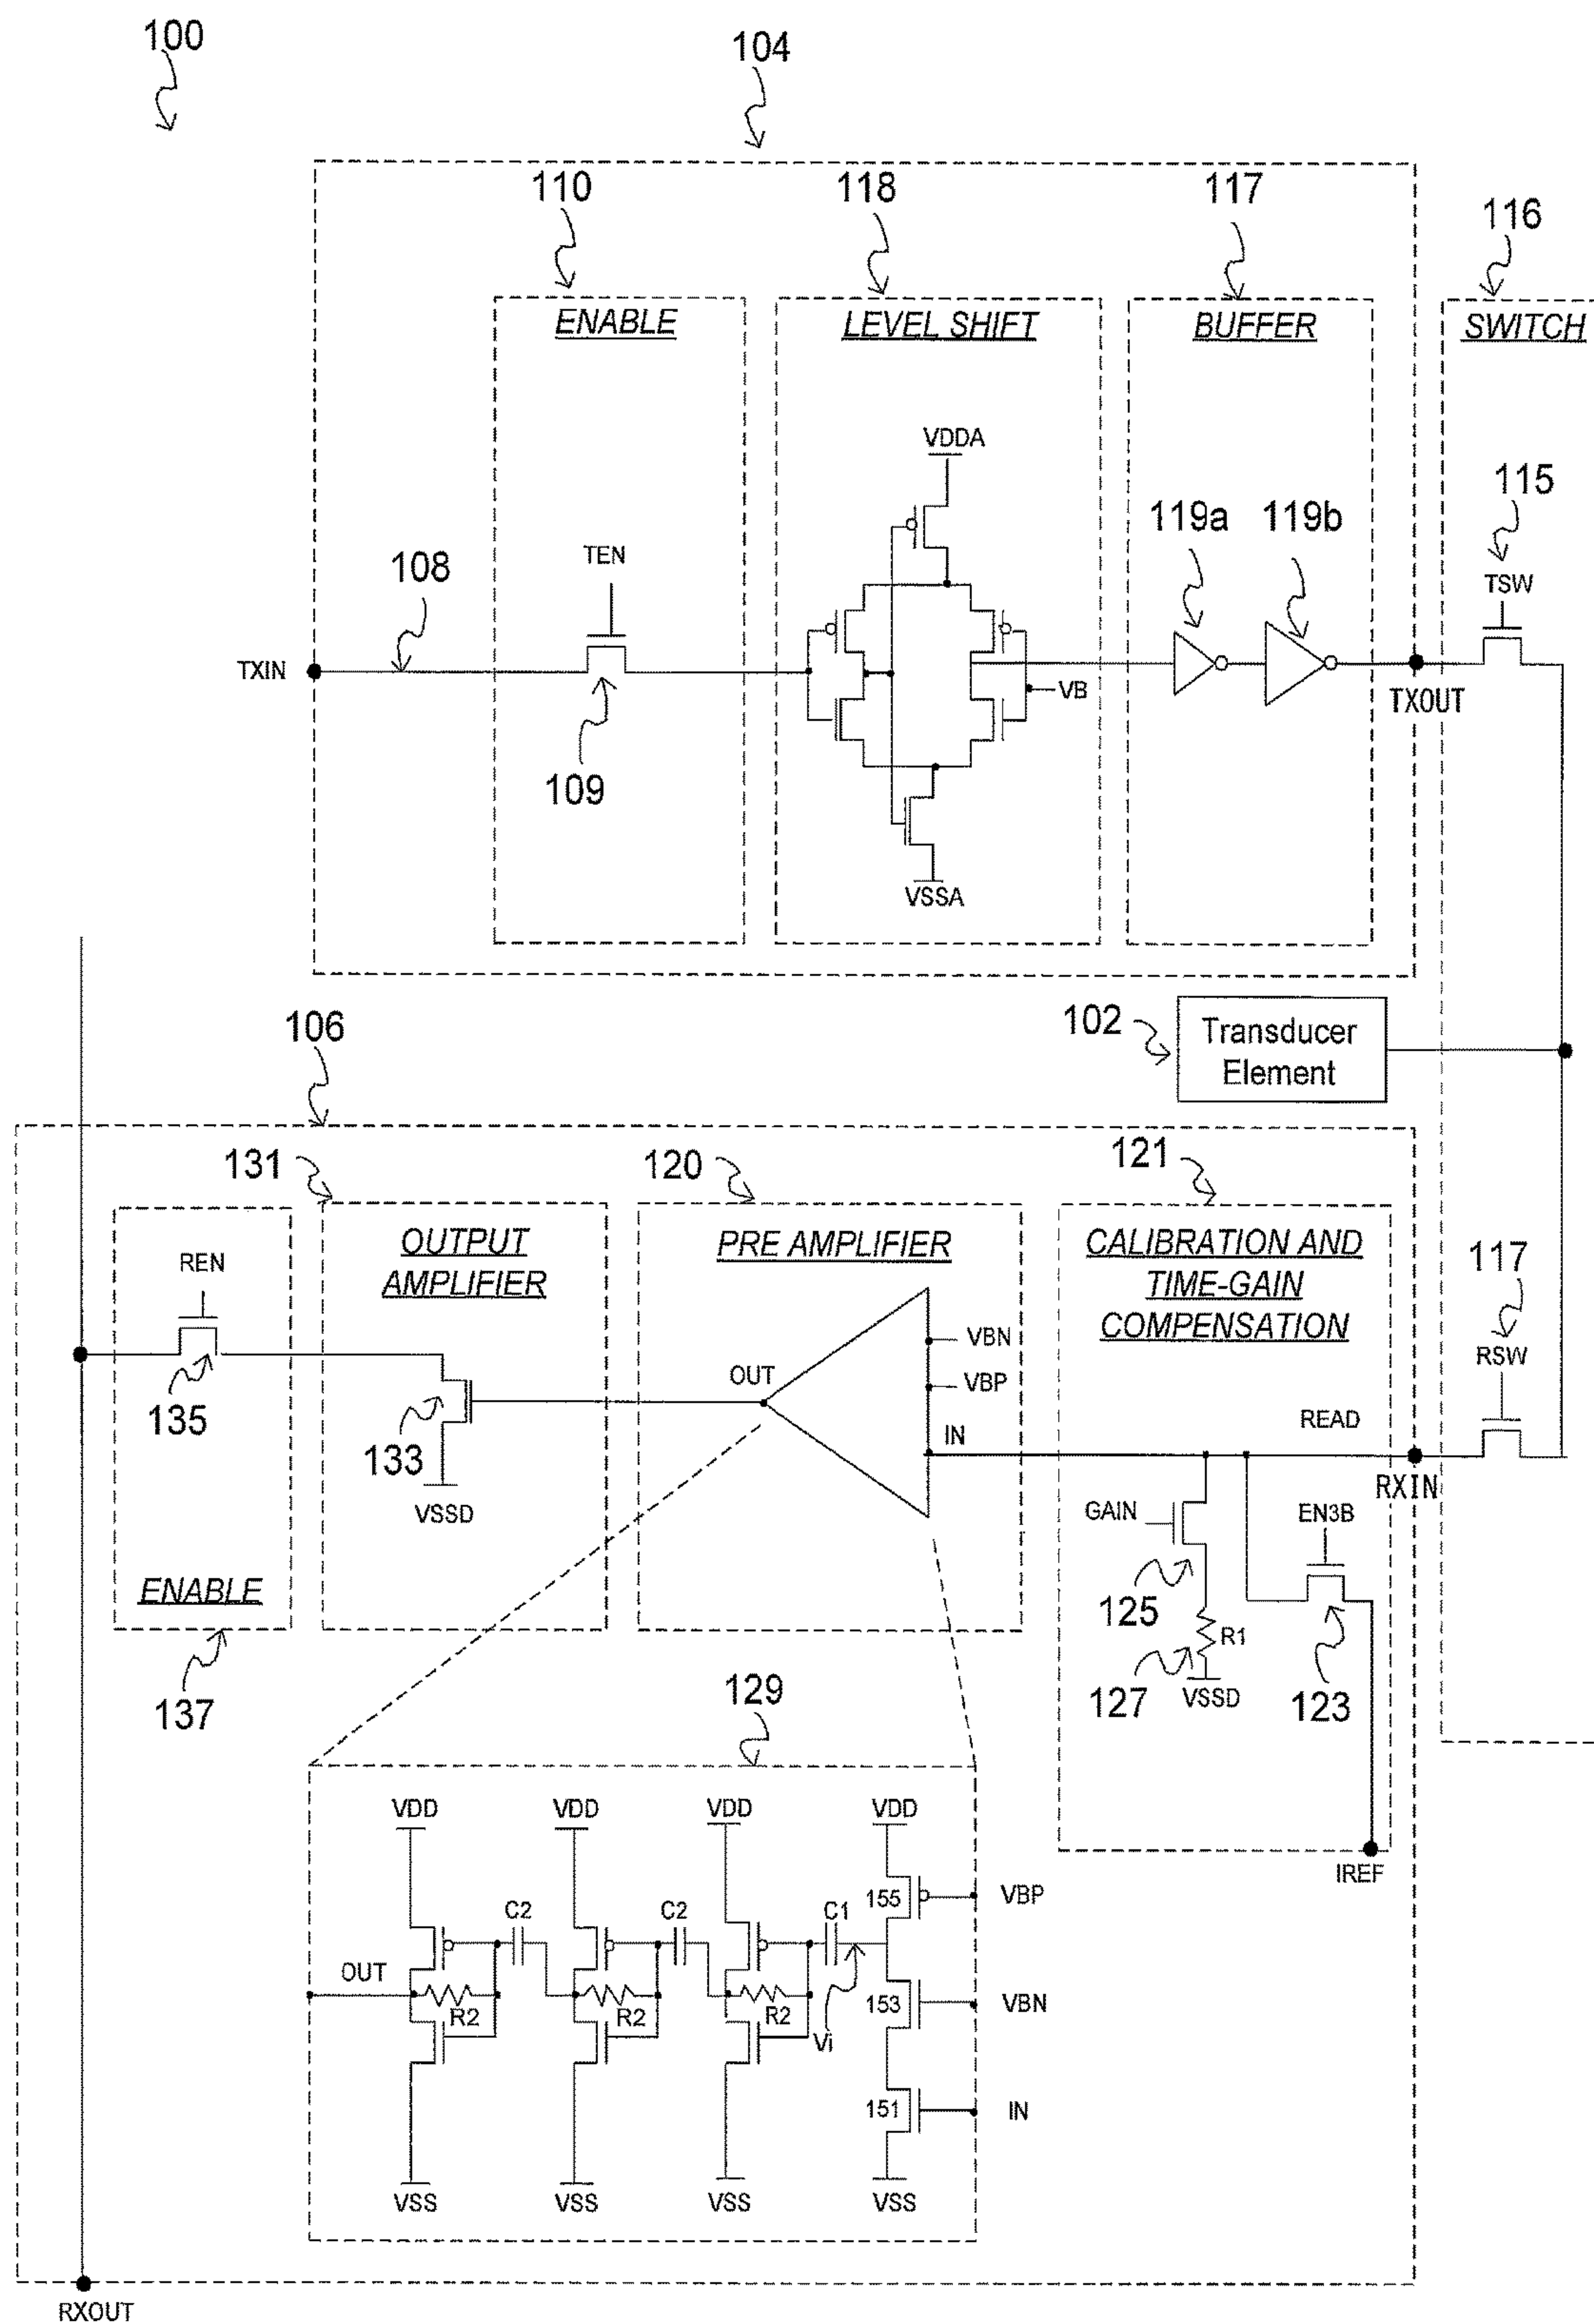 100
104
110
118
117
116
ENABLE
LEVEL SHIFT
BUFFER
SWITCH
VDDA
115
119a
119b
TEN
TSW
108
TXIN
VB
TXOUT
109
VSSA
106
102
Transducer
Element
131
120
121
OUTPUT
AMPLIFIER
PRE AMPLIFIER
CALIBRATION AND
TIME-GAIN
COMPENSATION
117
REN
VBN
RSW
OUT
VBP
135
READ
IN
133
RXIN
VSSD
GAIN
EN3B
ENABLE
125
R1
137
127
VSSD
123
129
VDD
VDD
VDD
VDD
IREF
155
VBP
C2
C2
C1
OUT
153
VBN
R2
R2
R2
Vi
151
IN
VSS
VSS
VSS
VSS
RXOUT